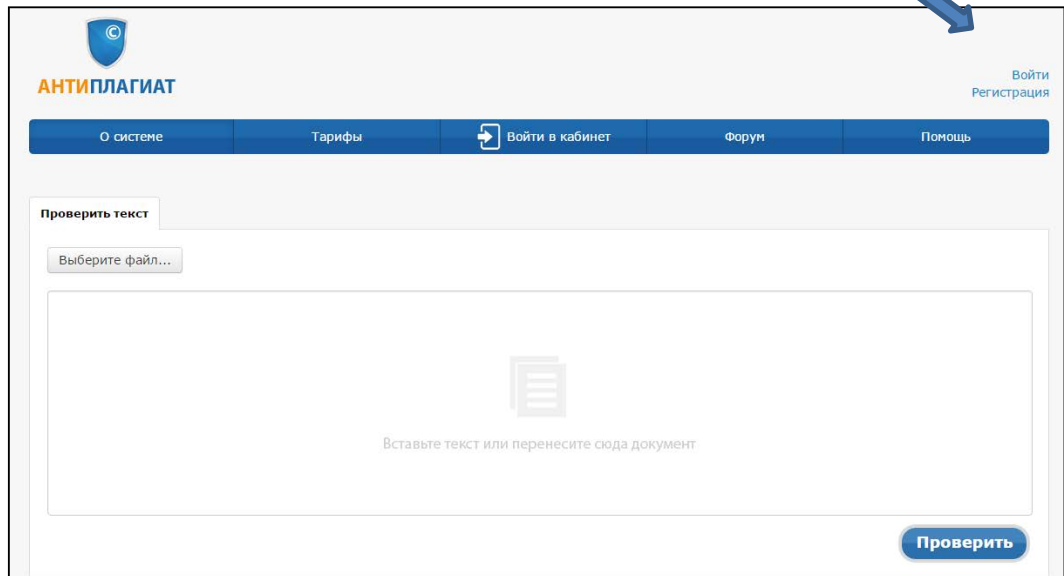 ©
АНТИПЛАГИАТ
Войти
Регистрация
О системе Тарифы Войти в кабинет Форум Помощь
Проверить текст
Выберите файл...
Вставьте текст или перенесите сюда документ
Проверить